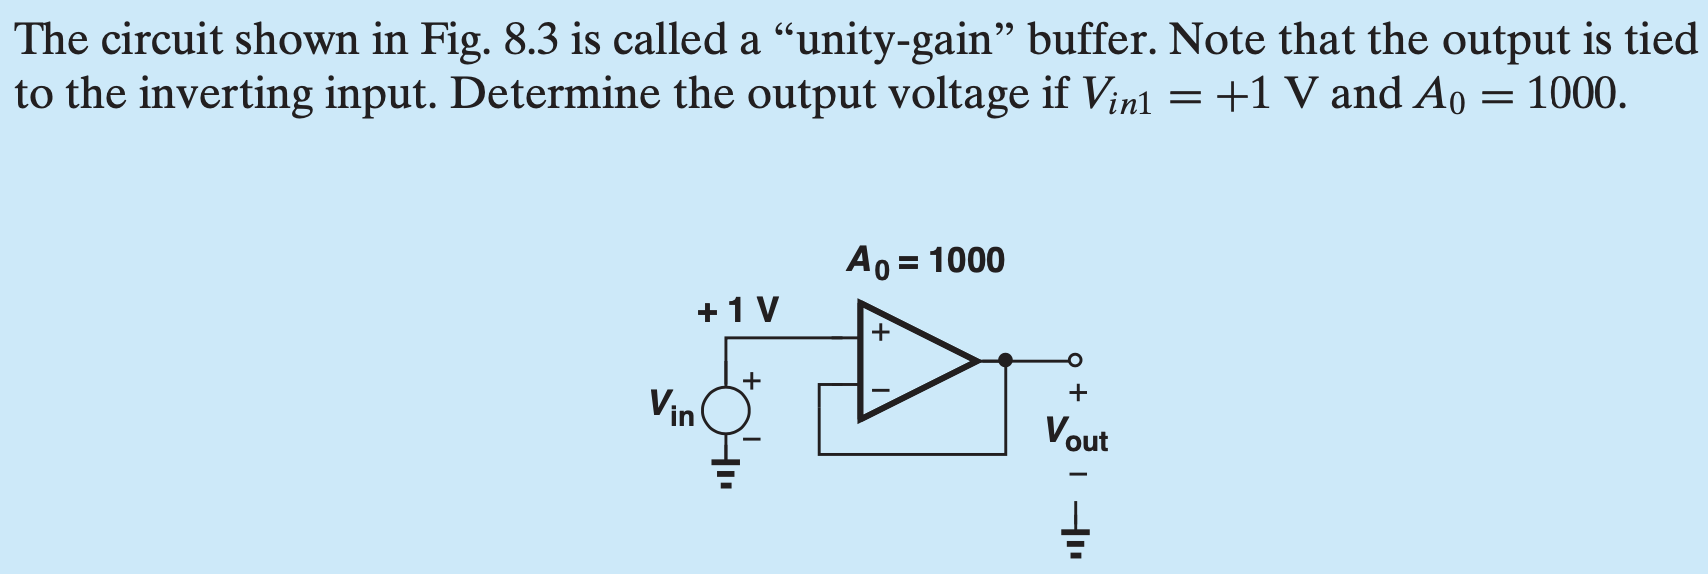 The circuit shown in Fig. 8.3 is called a “unity-gain” buffer. Note that the output is tied
to the inverting input. Determine the output voltage if Vin1 = +1 V and A0 = 1000.
A0 = 1000
+ 1 V
+
+
Vin
−
−
+
Vout
−